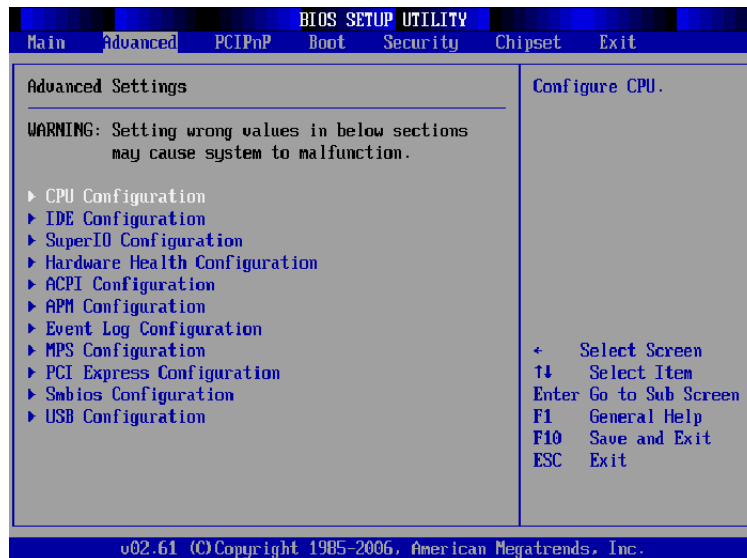 BIOS SETUP UTILITY
Main Advanced PCIPnP Boot Security Chipset Exit
Advanced Settings
WARNING: Setting wrong values in below sections
may cause system to malfunction.
▶ CPU Configuration
▶ IDE Configuration
▶ SuperIO Configuration
▶ Hardware Health Configuration
▶ ACPI Configuration
▶ APM Configuration
▶ Event Log Configuration
▶ MPS Configuration
▶ PCI Express Configuration
▶ Smbios Configuration
▶ USB Configuration
Configure CPU.
← Select Screen
↑↓ Select Item
Enter Go to Sub Screen
F1 General Help
F10 Save and Exit
ESC Exit
v02.61 (C)Copyright 1985-2006, American Megatrends, Inc.